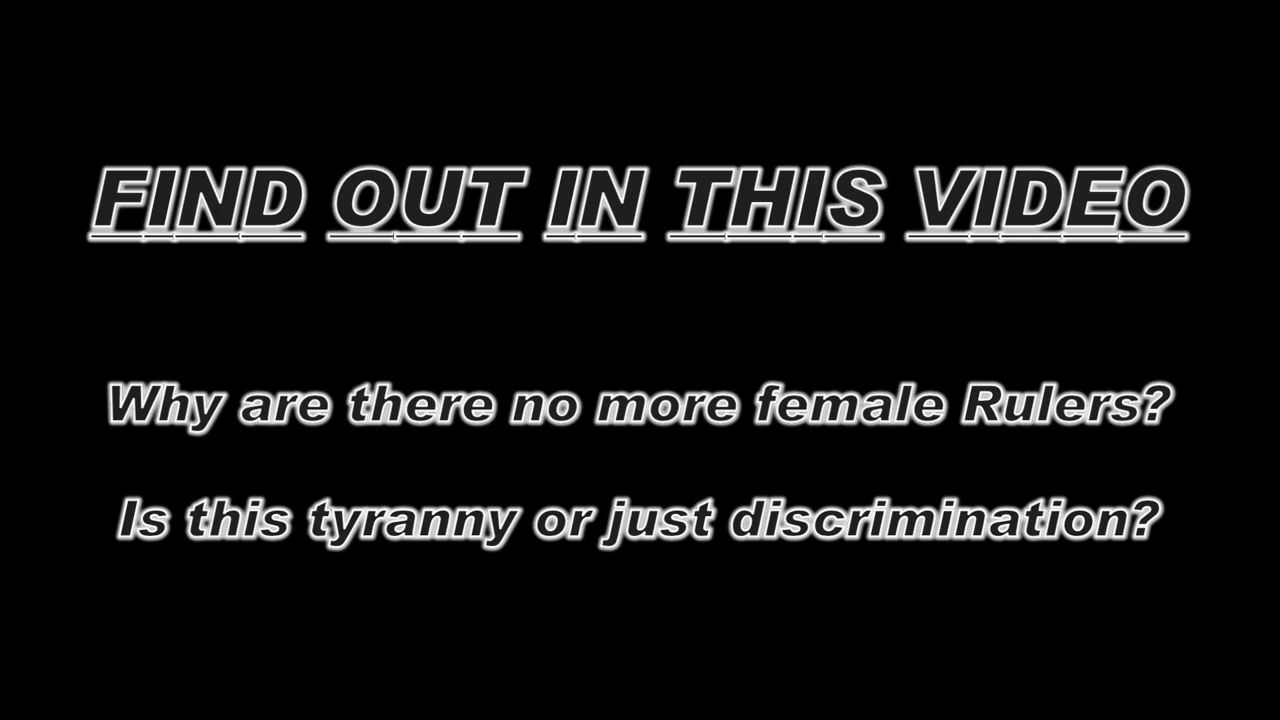 FIND OUT IN THIS VIDEO
Why are there no more female Rulers?
Is this tyranny or just discrimination?